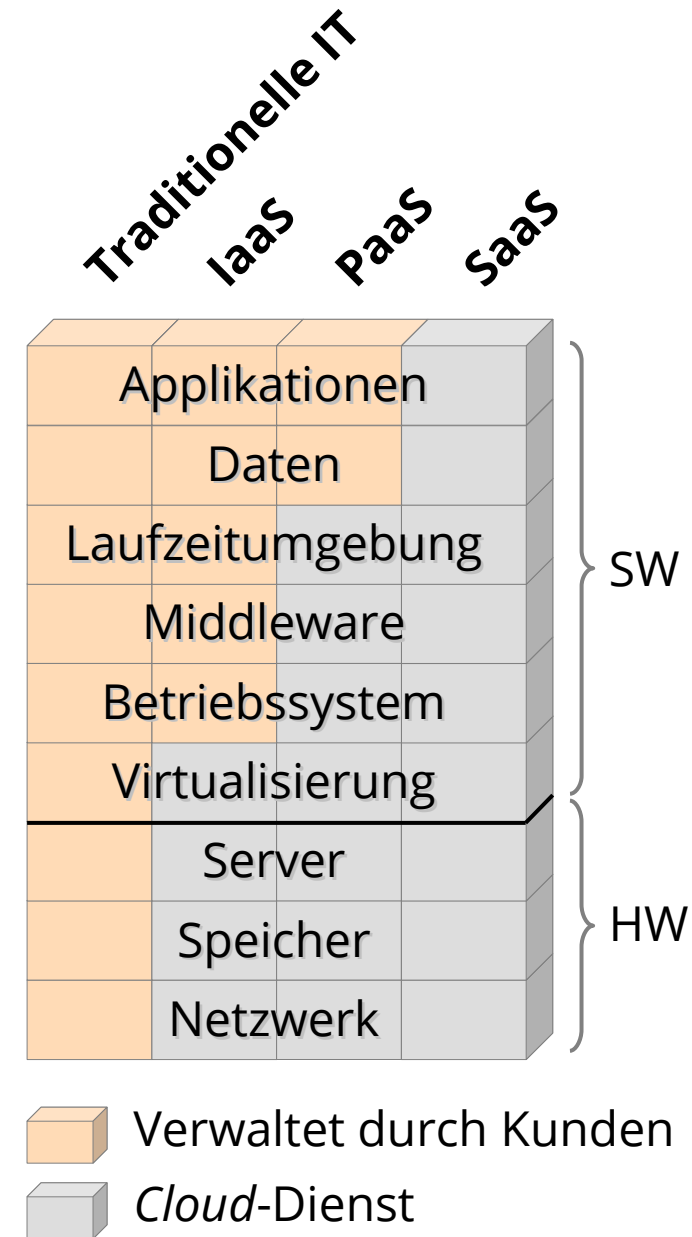 Traditionelle IT
IaaS
PaaS
SaaS
Applikationen
Daten
Laufzeitumgebung
Middleware
Betriebssystem
Virtualisierung
Server
Speicher
Netzwerk
SW
HW
Verwaltet durch Kunden
Cloud-Dienst